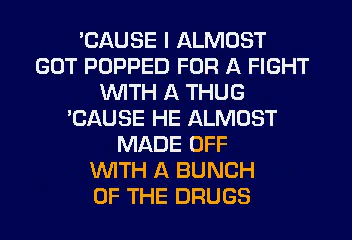 'CAUSE I ALMOST
GOT POPPED FOR A FIGHT
WITH A THUG
'CAUSE HE ALMOST
MADE OFF
WITH A BUNCH
OF THE DRUGS